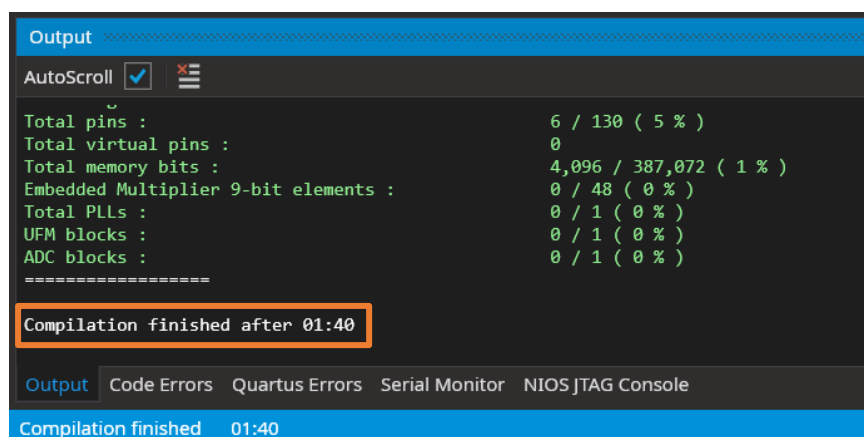 Output
AutoScroll
Total pins : 6 / 130 ( 5 % )
Total virtual pins : 0
Total memory bits : 4,096 / 387,072 ( 1 % )
Embedded Multiplier 9-bit elements : 0 / 48 ( 0 % )
Total PLLs : 0 / 1 ( 0 % )
UFM blocks : 0 / 1 ( 0 % )
ADC blocks : 0 / 1 ( 0 % )
==================
Compilation finished after 01:40
Output Code Errors Quartus Errors Serial Monitor NIOS JTAG Console
Compilation finished 01:40